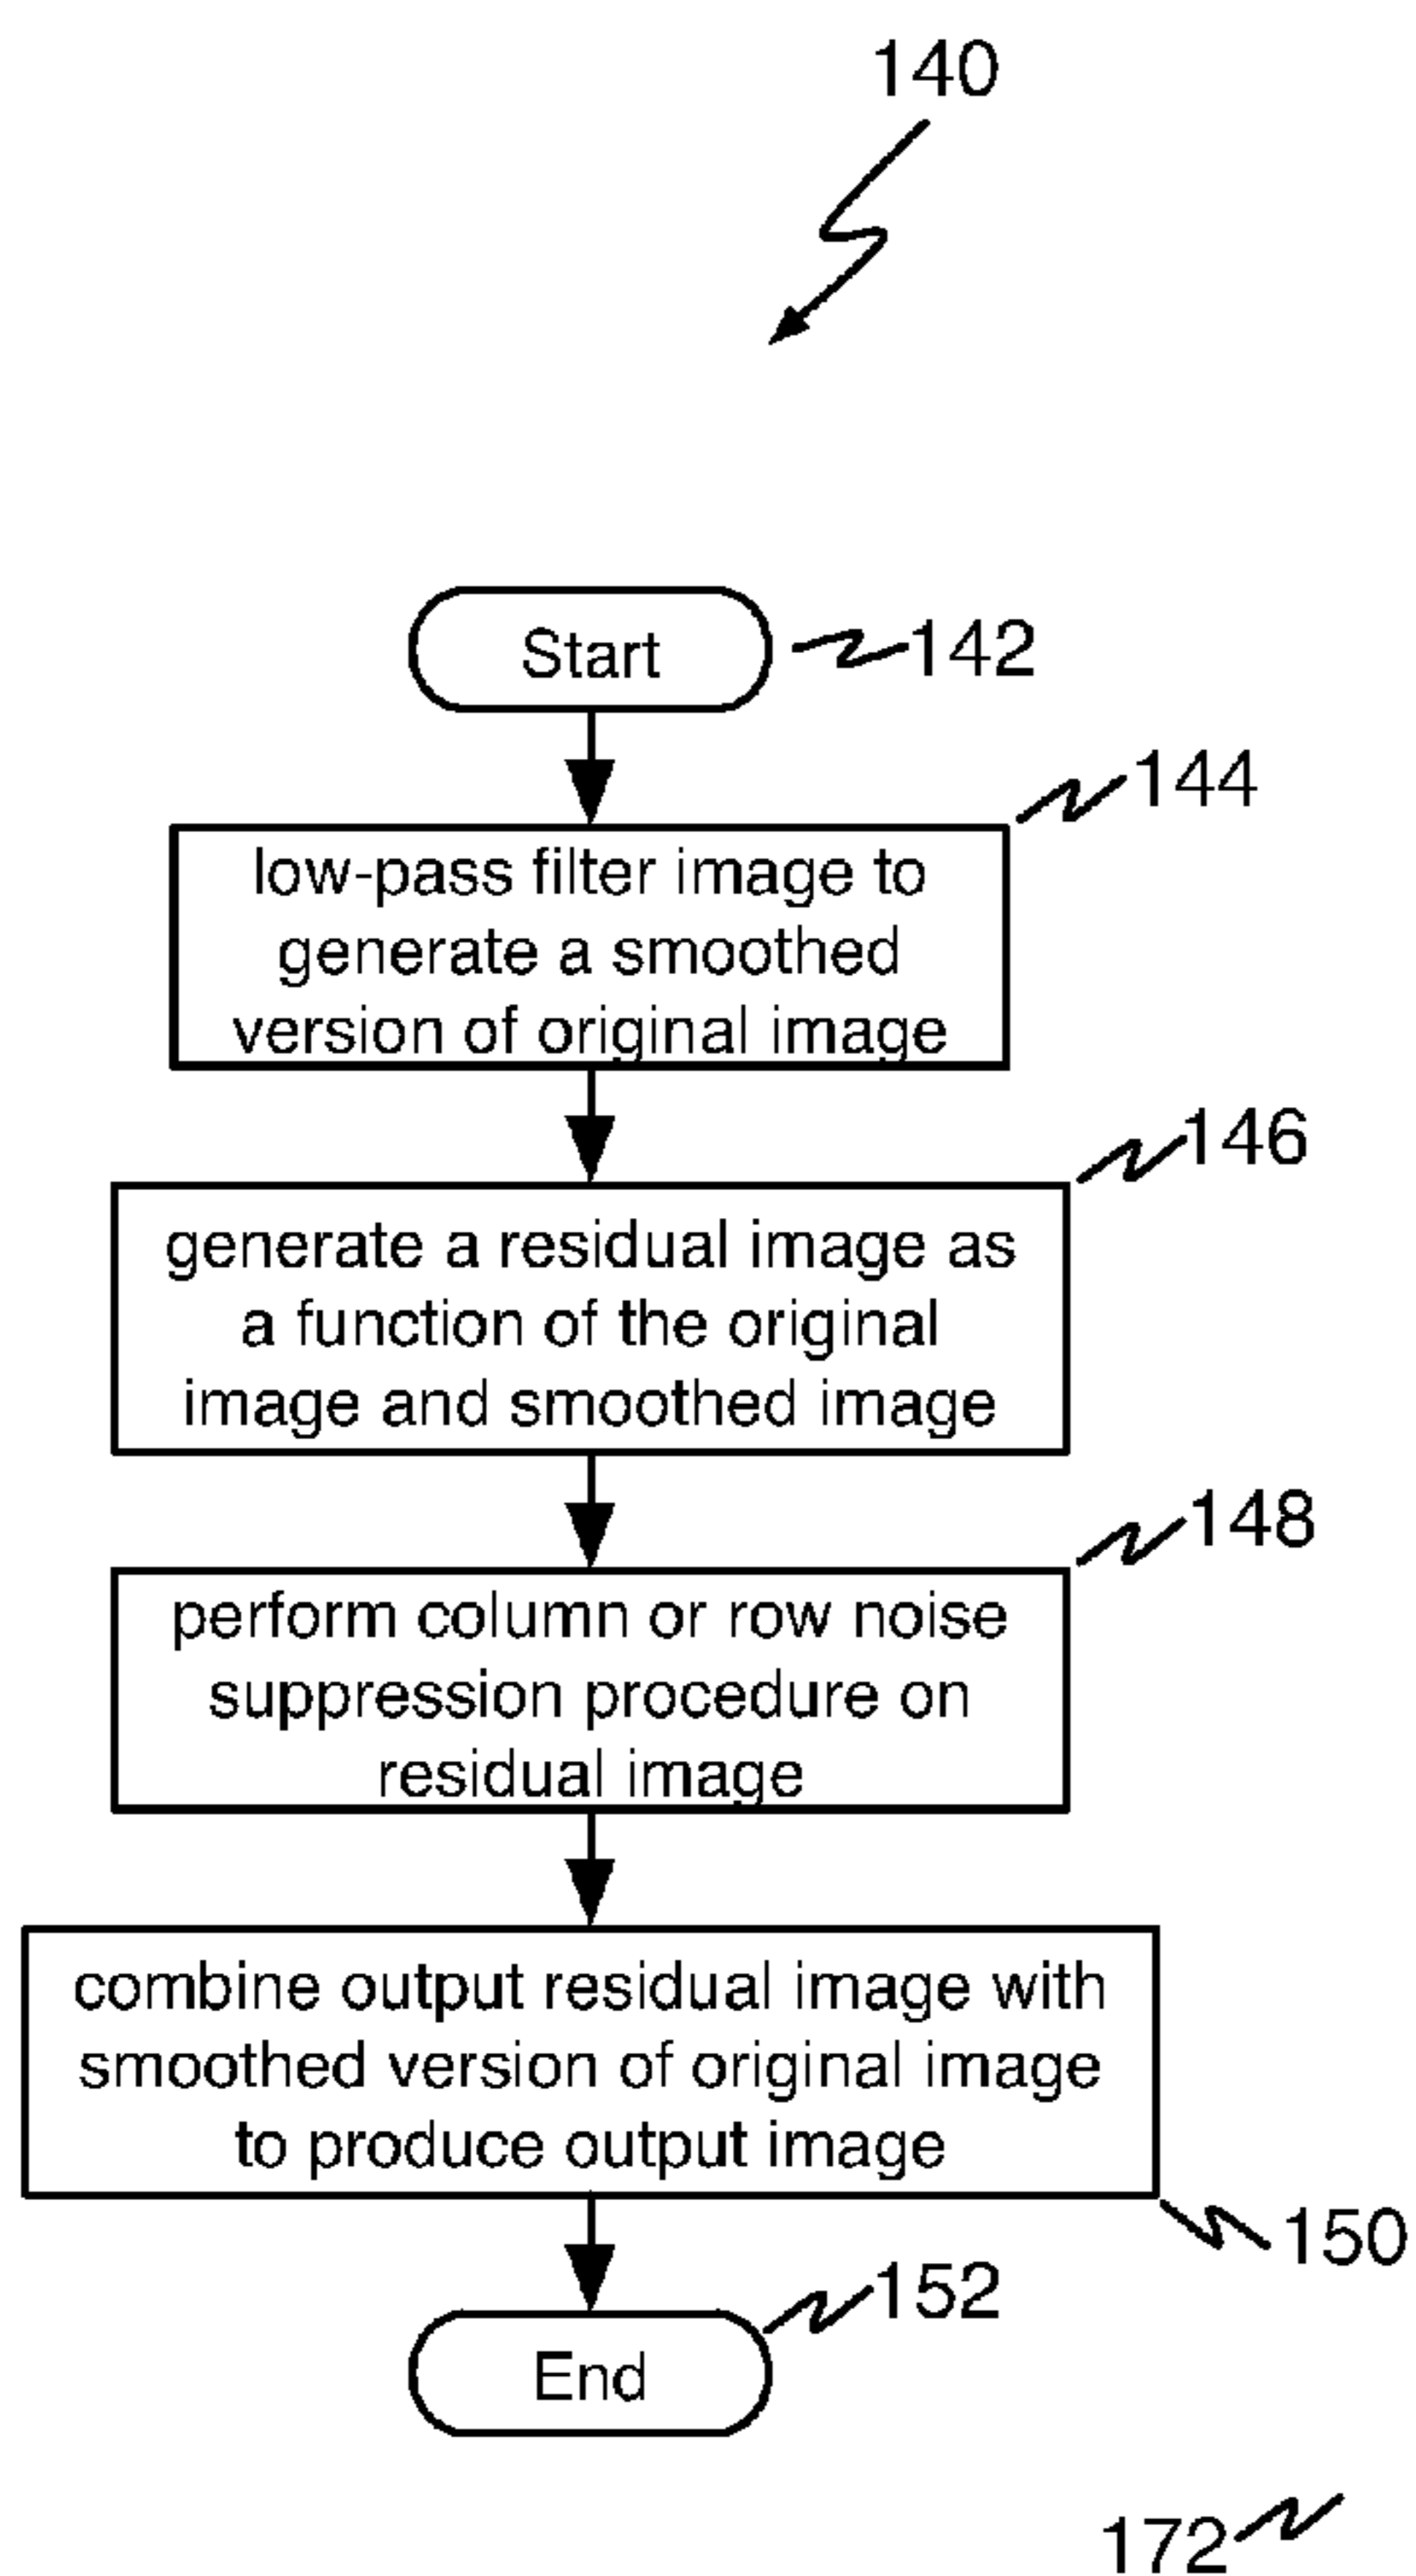 140
Start
142
144
low-pass filter image to
generate a smoothed
version of original image
146
generate a residual image as
a function of the original
image and smoothed image
148
perform column or row noise
suppression procedure on
residual image
combine output residual image with
smoothed version of original image
to produce output image
150
152
End
172